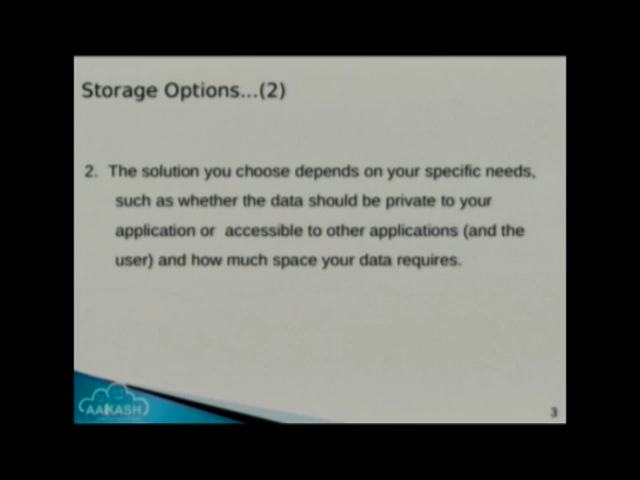 Storage Options...(2)
2. The solution you choose depends on your specific needs,
such as whether the data should be private to your
application or accessible to other applications (and the
user) and how much space your data requires.
AAKASH
3